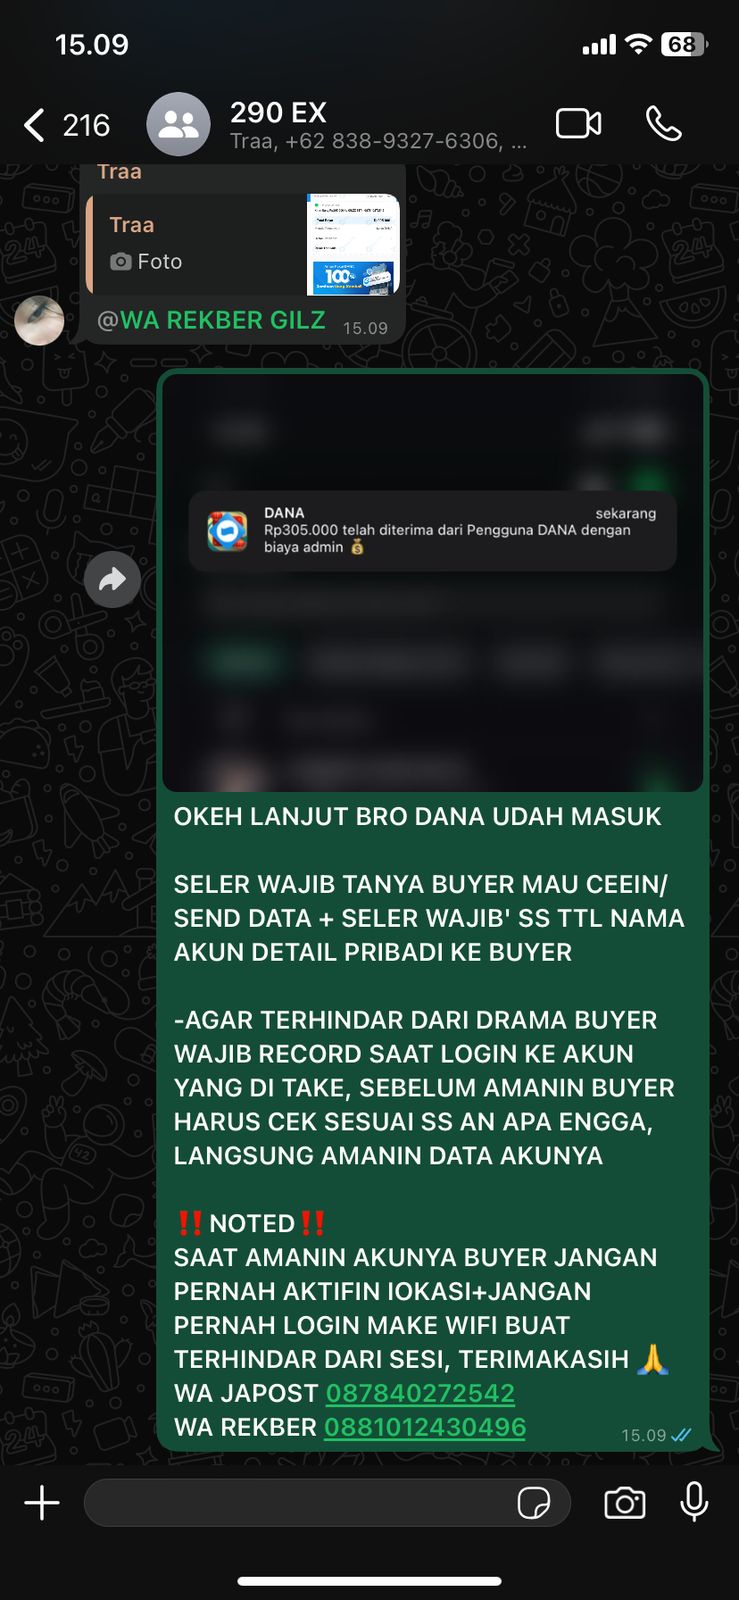 15.09
68
216
290 EX
Traa, +62 838-9327-6306, ...
Traa
Traa
Foto
100%
@WA REKBER GILZ
15.09
DANA
sekarang
Rp305.000 telah diterima dari Pengguna DANA dengan
biaya admin 💰
OKEH LANJUT BRO DANA UDAH MASUK
SELER WAJIB TANYA BUYER MAU CEEIN/
SEND DATA + SELER WAJIB' SS TTL NAMA
AKUN DETAIL PRIBADI KE BUYER
-AGAR TERHINDAR DARI DRAMA BUYER
WAJIB RECORD SAAT LOGIN KE AKUN
YANG DI TAKE, SEBELUM AMANIN BUYER
HARUS CEK SESUAI SS AN APA ENGGA,
LANGSUNG AMANIN DATA AKUNYA
‼️NOTED‼️
SAAT AMANIN AKUNYA BUYER JANGAN
PERNAH AKTIFIN lOKASI+JANGAN
PERNAH LOGIN MAKE WIFI BUAT
TERHINDAR DARI SESI, TERIMAKASIH 🙏
WA JAPOST 087840272542
WA REKBER 0881012430496
15.09